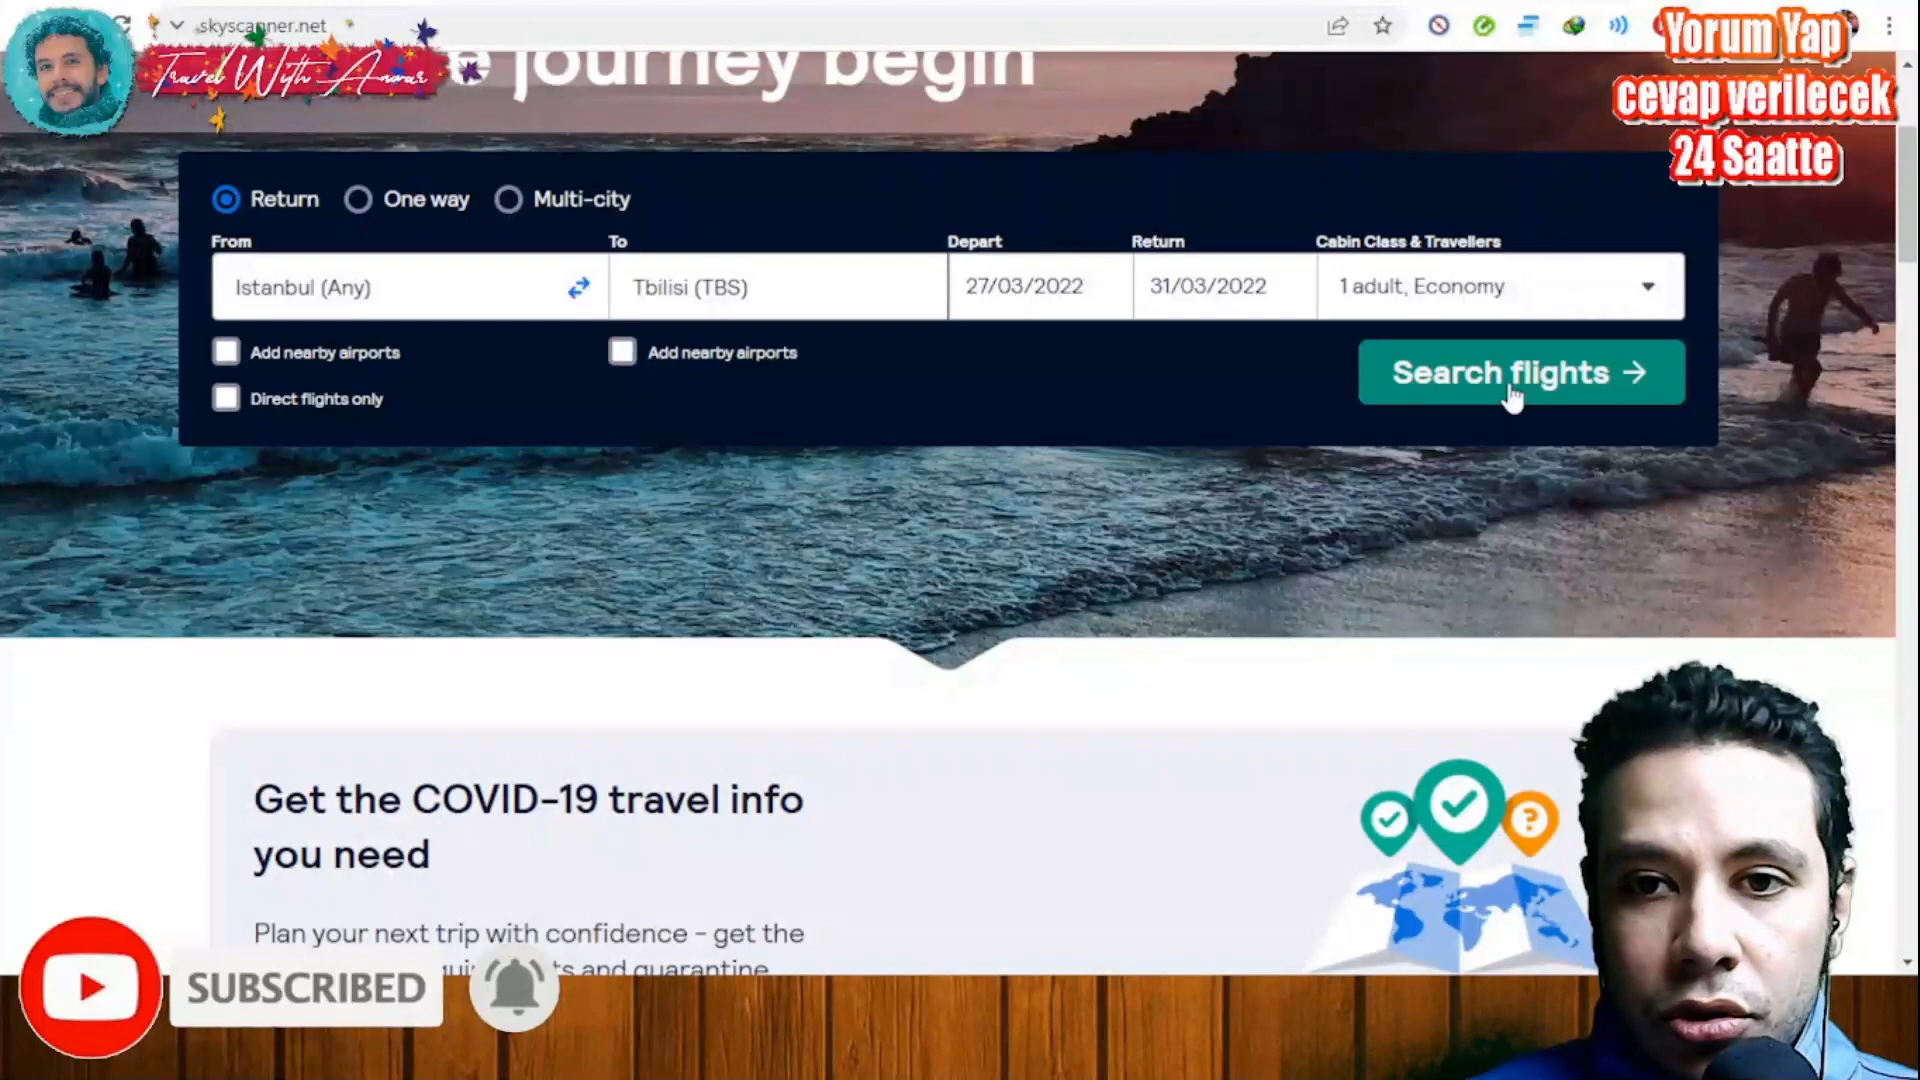 skyscanner.net
Travel With Anwar
e journey begin
Yorum Yap
cevap verilecek
24 Saatte
Return
One way
Multi-city
From
To
Depart
Return
Cabin Class & Travellers
Istanbul (Any)
Tbilisi (TBS)
27/03/2022
31/03/2022
1 adult, Economy
Add nearby airports
Add nearby airports
Direct flights only
Search flights
Get the COVID-19 travel info
you need
Plan your next trip with confidence - get the
ts and quarantine
SUBSCRIBED